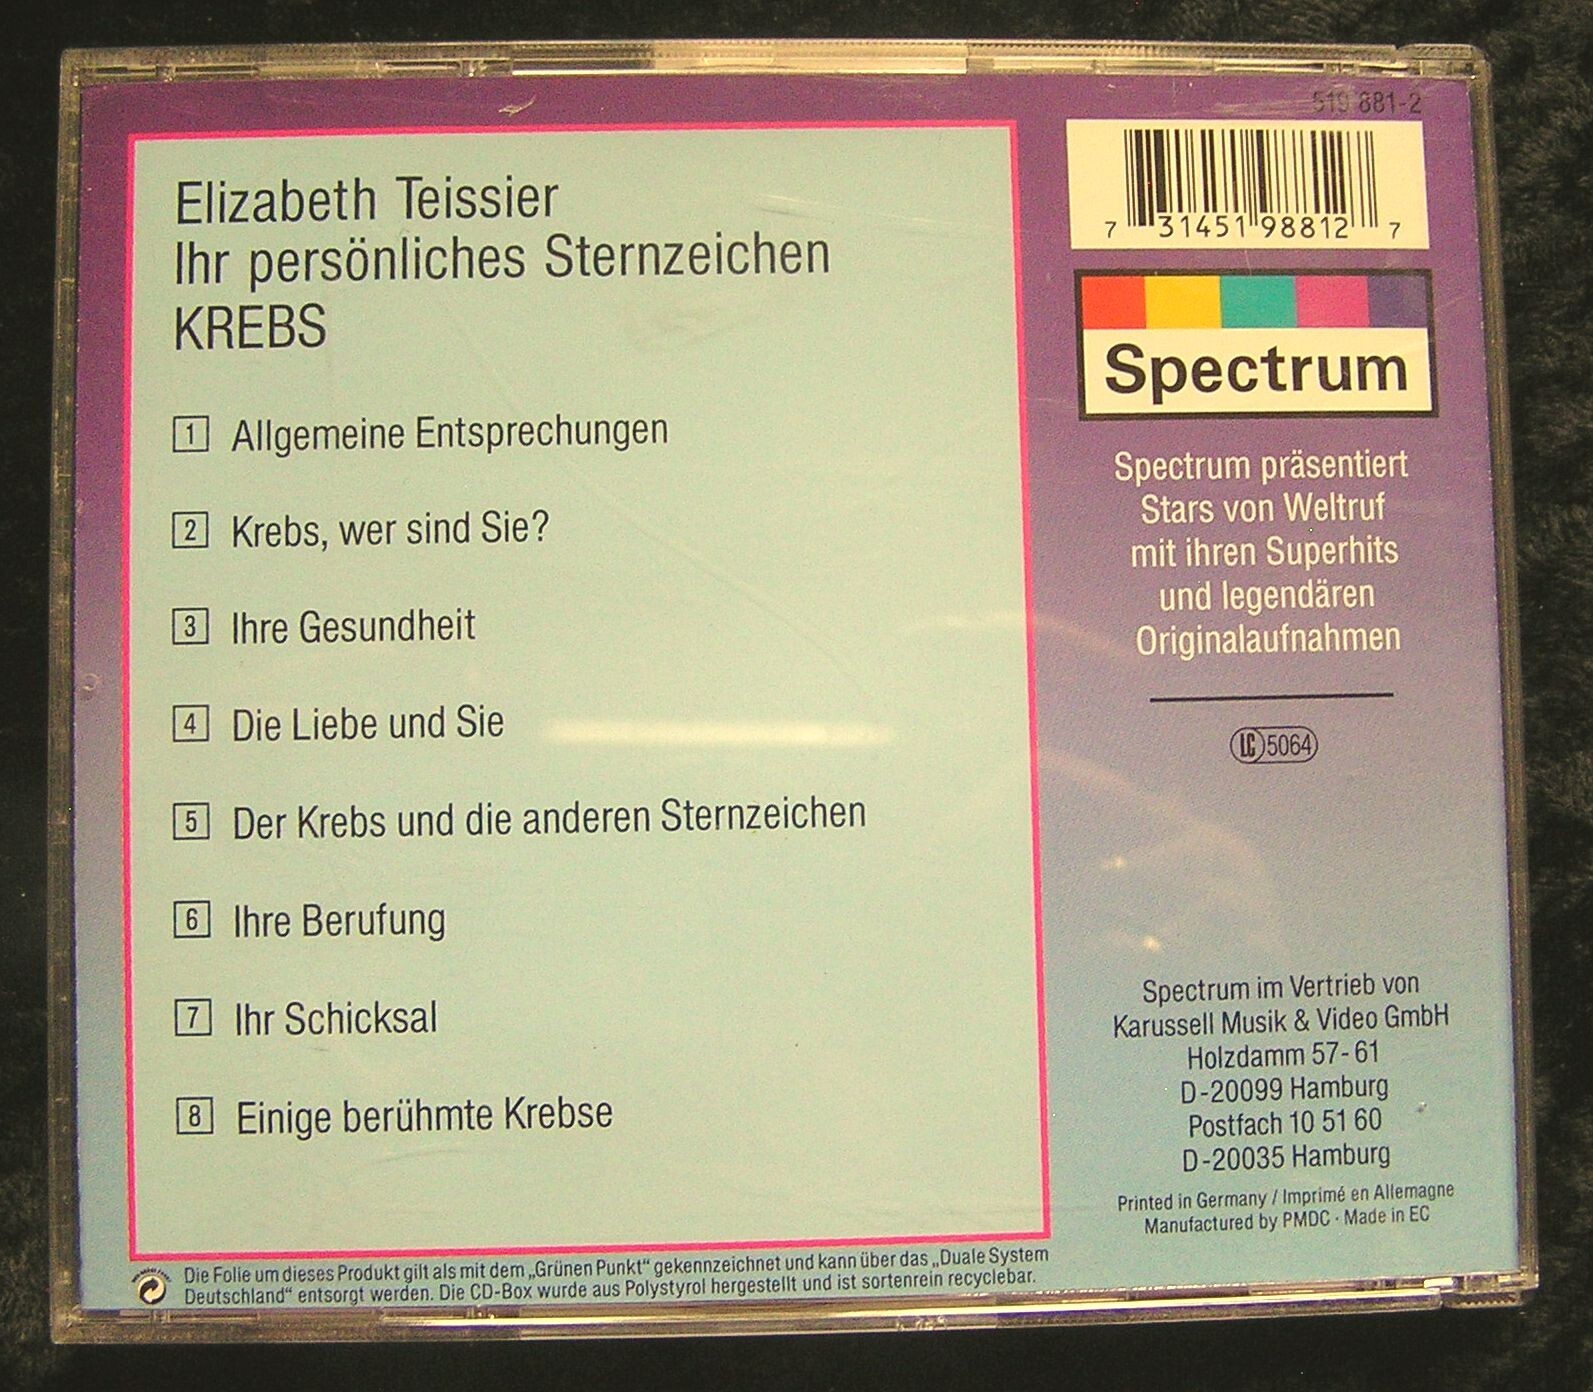 Elizabeth Teissier
Ihr persönliches Sternzeichen
KREBS
1 Allgemeine Entsprechungen
2 Krebs, wer sind Sie?
3 Ihre Gesundheit
4 Die Liebe und Sie
5 Der Krebs und die anderen Sternzeichen
6 Ihre Berufung
7 Ihr Schicksal
8 Einige berühmte Krebse
519 881-2
7 31451 98812 7
Spectrum
Spectrum präsentiert
Stars von Weltruf
mit ihren Superhits
und legendären
Originalaufnahmen
LC 5064
Spectrum im Vertrieb von
Karussell Musik & Video GmbH
Holzdamm 57-61
D-20099 Hamburg
Postfach 10 51 60
D-20035 Hamburg
Printed in Germany / Imprimé en Allemagne
Manufactured by PMDC · Made in EC
Die Folie um dieses Produkt gilt als mit dem „Grünen Punkt“ gekennzeichnet und kann über das „Duale System
Deutschland“ entsorgt werden. Die CD-Box wurde aus Polystyrol hergestellt und ist sortenrein recyclebar.